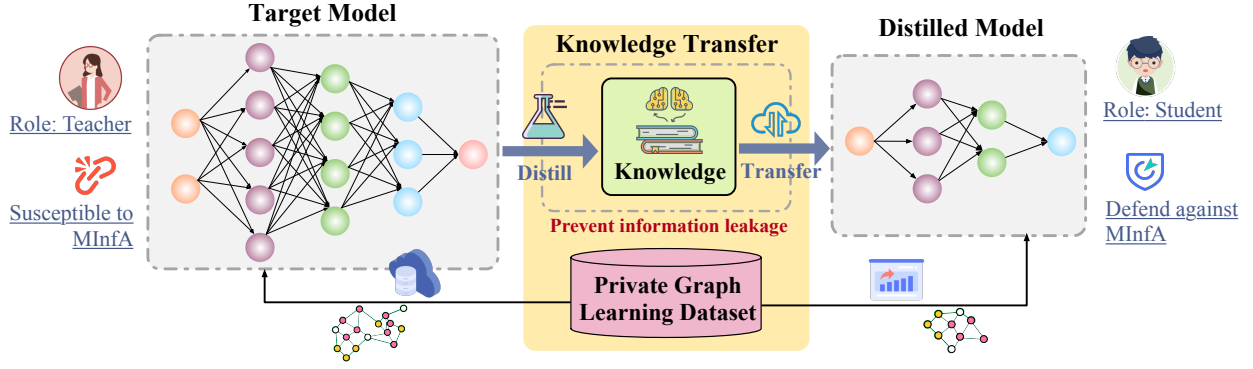 Target Model
Knowledge Transfer
Distilled Model
Role: Teacher
Susceptible to
MInfA
Distill
Knowledge
Transfer
Prevent information leakage
Role: Student
Defend against
MInfA
Private Graph
Learning Dataset